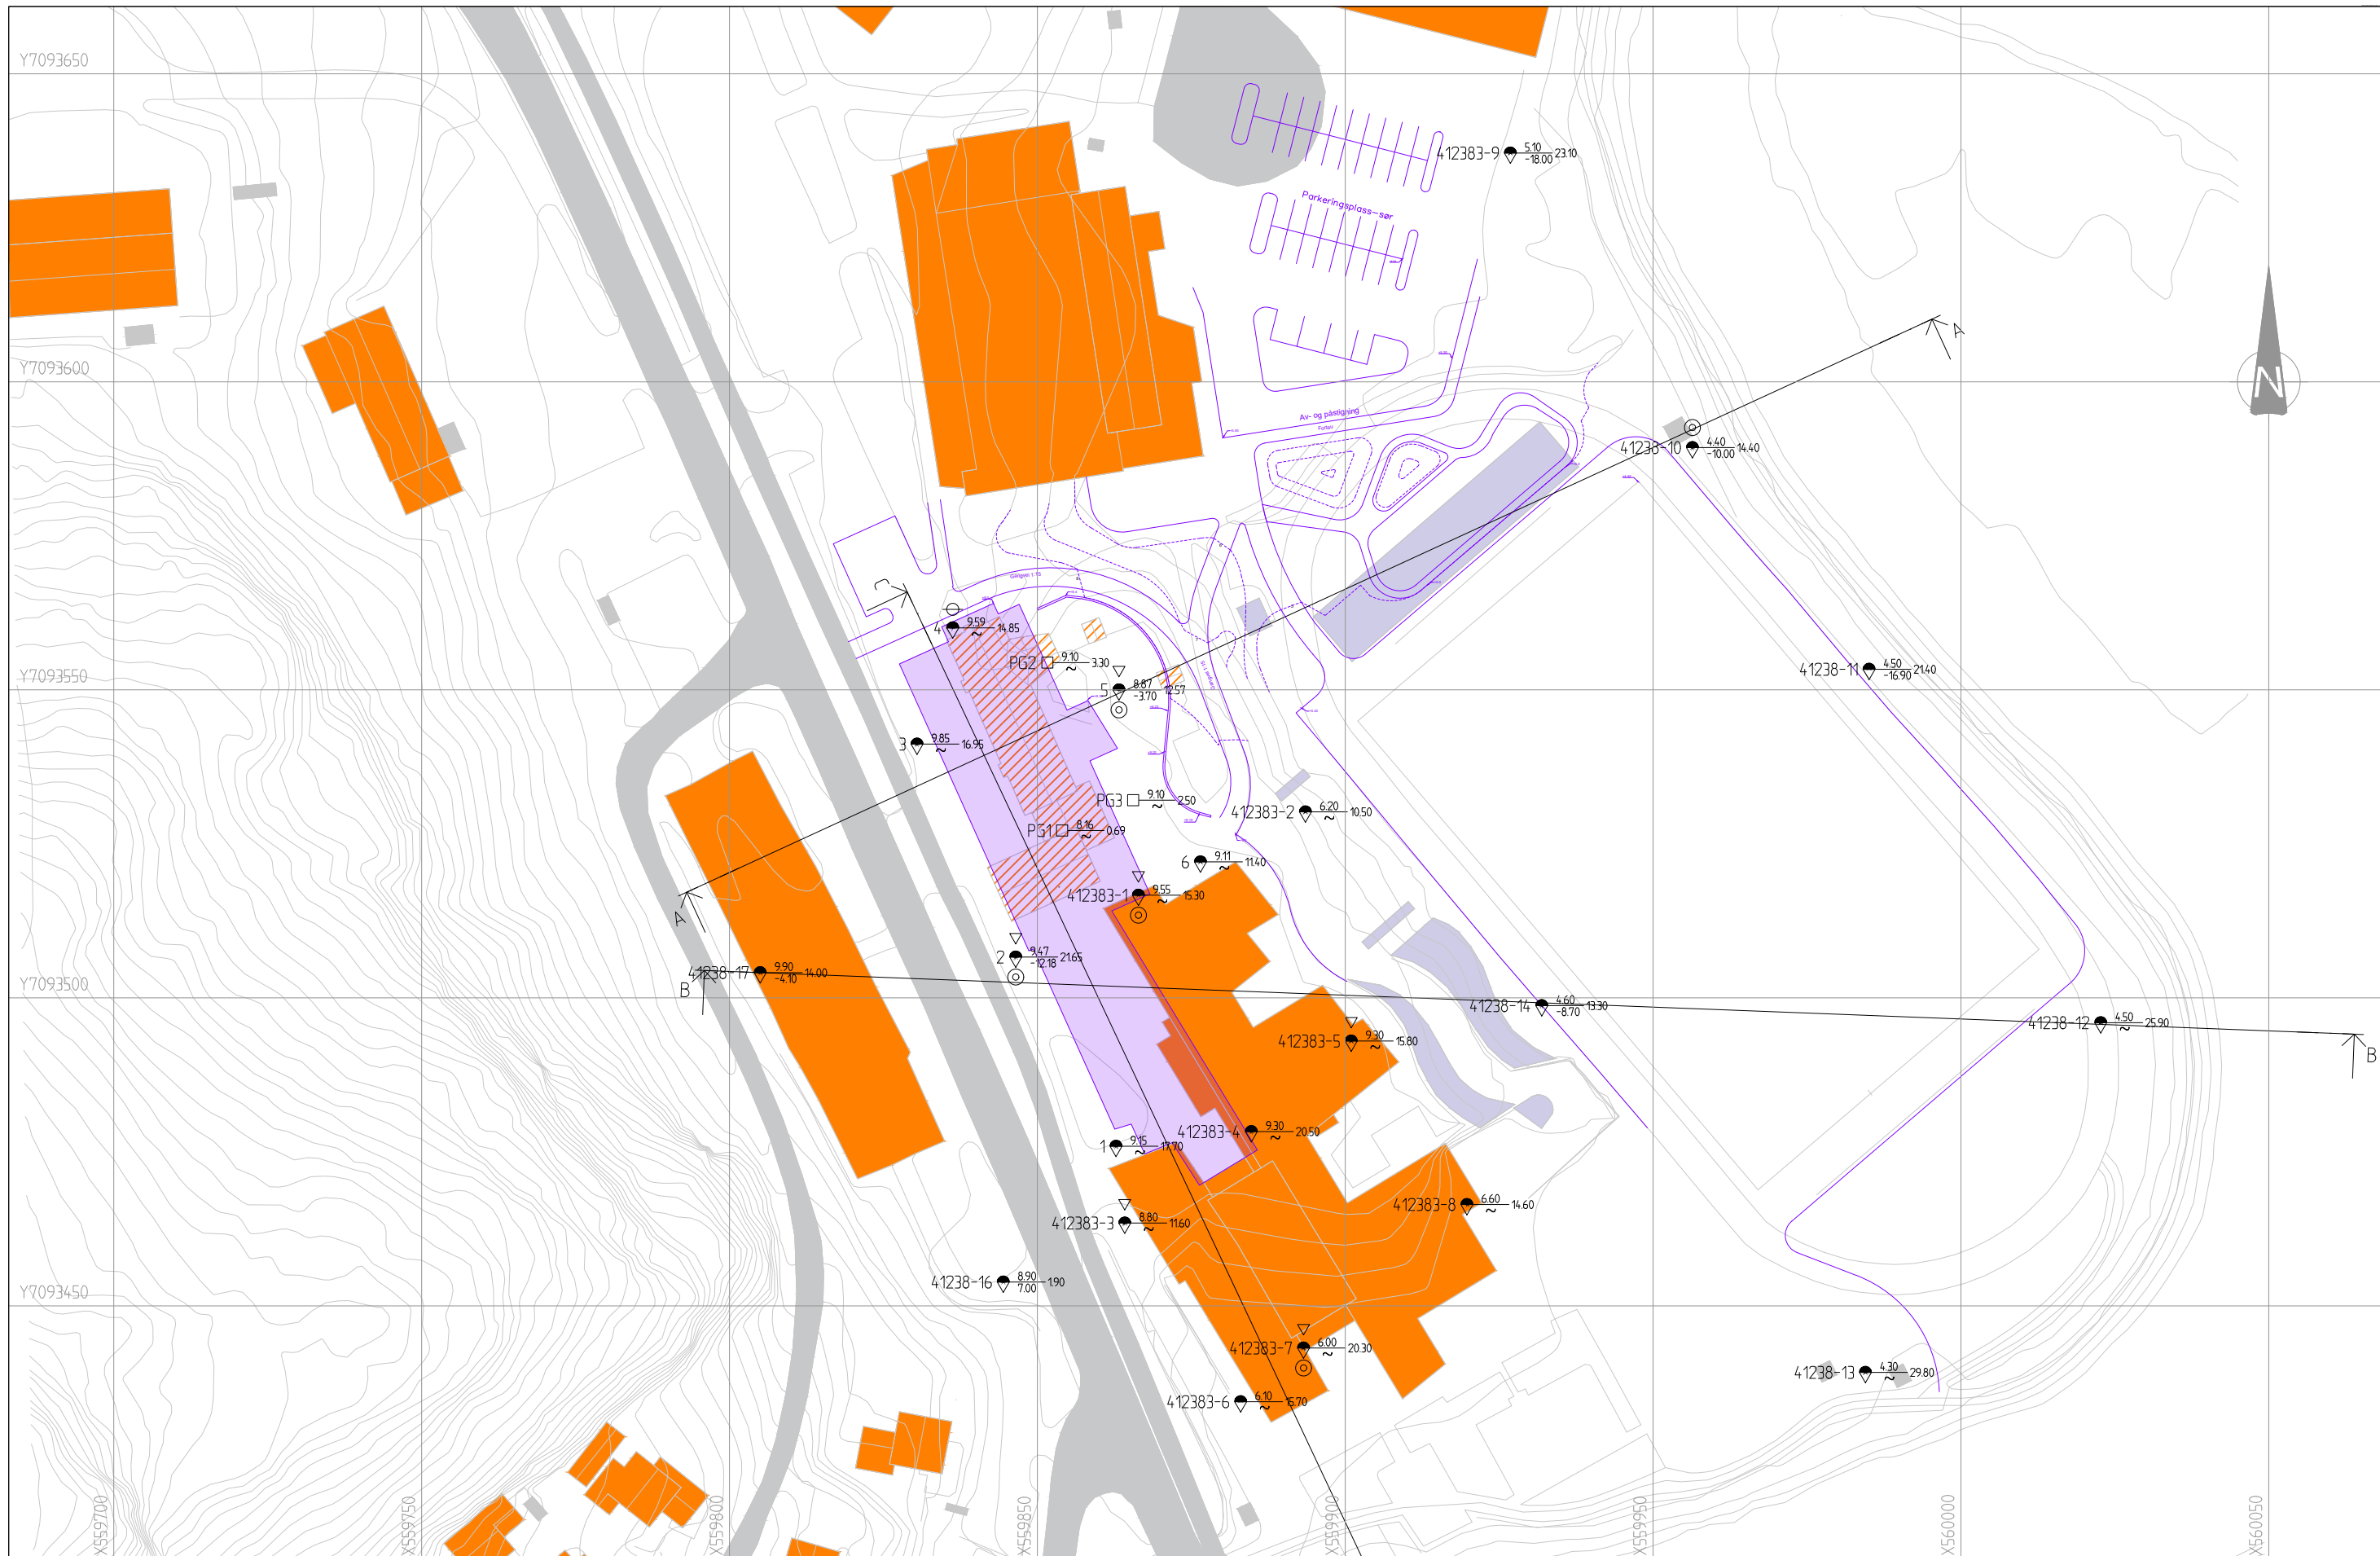 Y7093650
412383-9 5.10 -18.00 23.10
Parkeringsplass-sør
A
N
Y7093600
Av- og påstigning
Fortau
41238-10 4.40 -10.00 14.40
C
Gangvei 1:15
4 9.59 ~ 14.85
PG2 9.10 ~ 3.30
Y7093550
5 8.87 -3.70 12.57
41238-11 4.50 -16.90 21.40
3 9.85 ~ 16.95
PG3 9.10 ~ 2.50
412383-2 6.20 ~ 10.50
PG1 8.16 ~ 0.69
6 9.11 ~ 11.40
412383-1 9.55 ~ 15.30
A
2 9.47 -12.18 21.65
41238-17 9.90 -4.10 14.00
Y7093500
B
41238-14 4.60 -8.70 13.30
41238-12 4.50 ~ 25.90
412383-5 9.30 ~ 15.80
B
412383-4 9.30 ~ 20.50
1 9.15 ~ 17.70
412383-8 6.60 ~ 14.60
412383-3 8.80 ~ 11.60
41238-16 8.90 7.00 1.90
Y7093450
412383-7 6.00 ~ 20.30
41238-13 4.30 ~ 29.80
412383-6 6.10 ~ 15.70
X559700
X559750
X559800
X559850
X559900
X559950
X560000
X560050